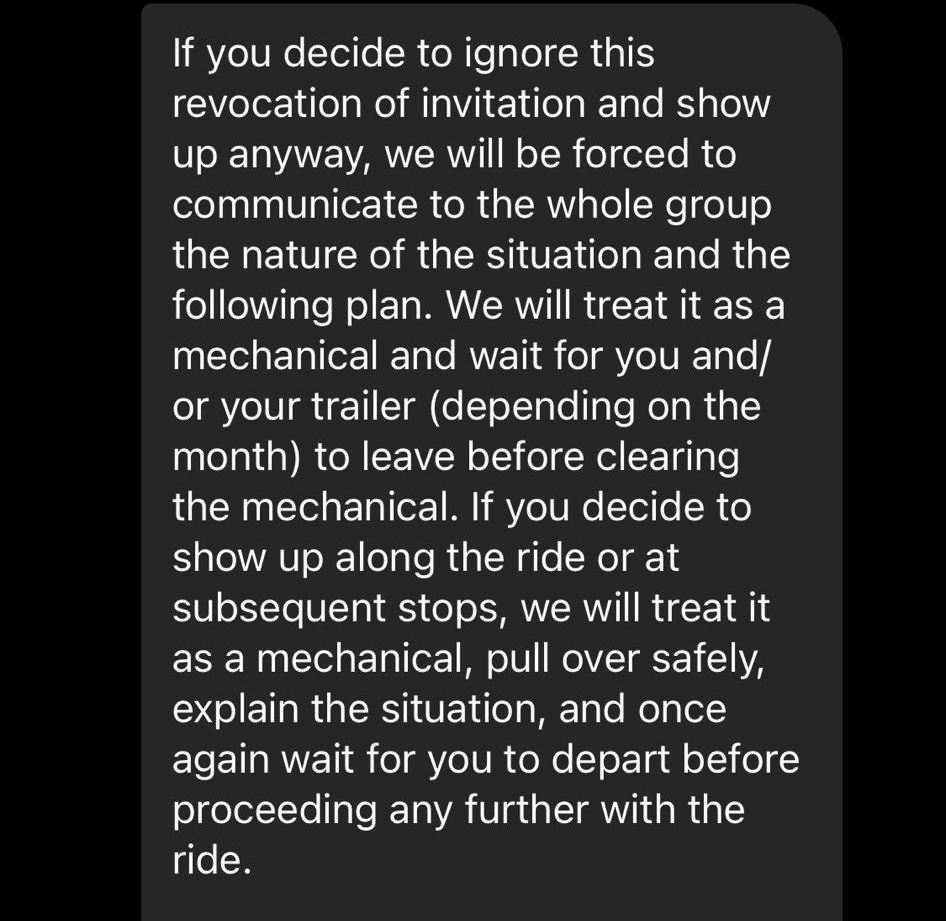 If you decide to ignore this
revocation of invitation and show
up anyway, we will be forced to
communicate to the whole group
the nature of the situation and the
following plan. We will treat it as a
mechanical and wait for you and/
or your trailer (depending on the
month) to leave before clearing
the mechanical. If you decide to
show up along the ride or at
subsequent stops, we will treat it
as a mechanical, pull over safely,
explain the situation, and once
again wait for you to depart before
proceeding any further with the
ride.